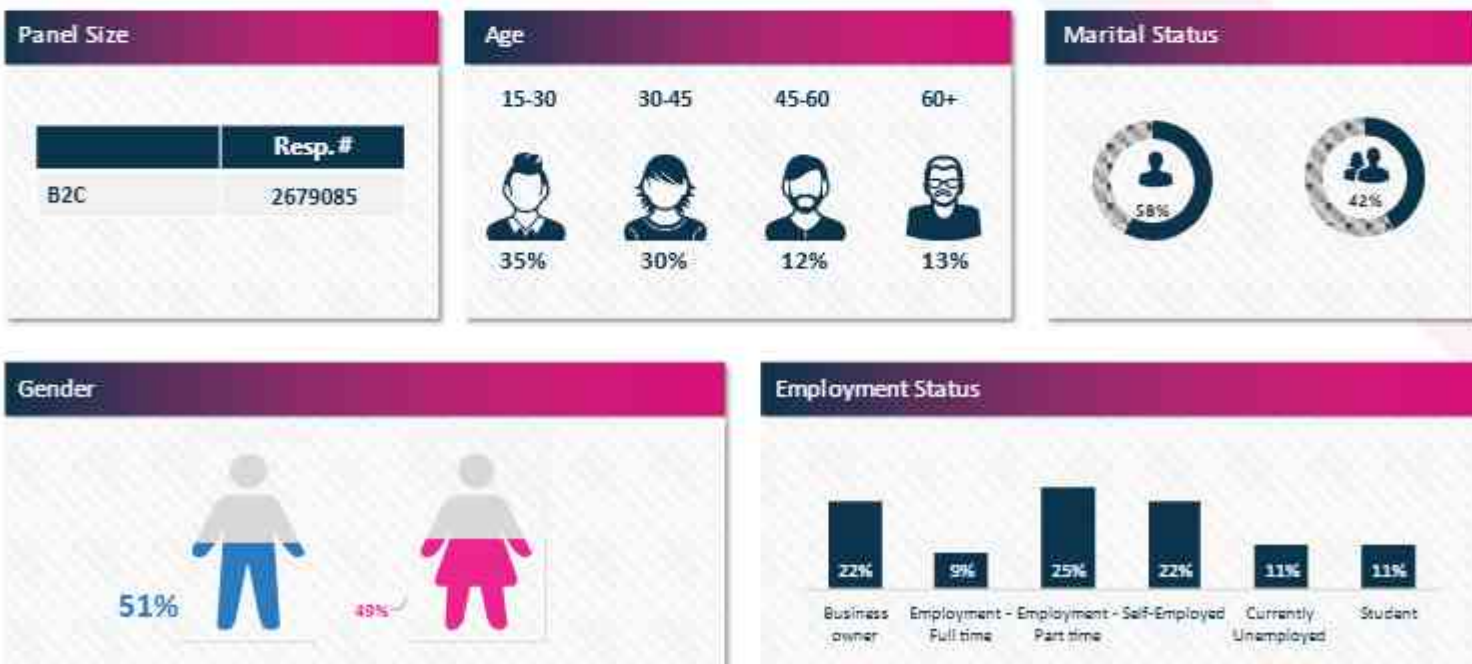 Panel Size
Resp.#
B2C 2679085
Age
15-30 30-45 45-60 60+
35% 30% 12% 13%
Marital Status
58% 42%
Gender
51% 49%
Employment Status
22% 9% 25% 22% 11% 11%
Business Employment - Employment - Self-Employed Currently Student
owner Full time Part time Unemployed